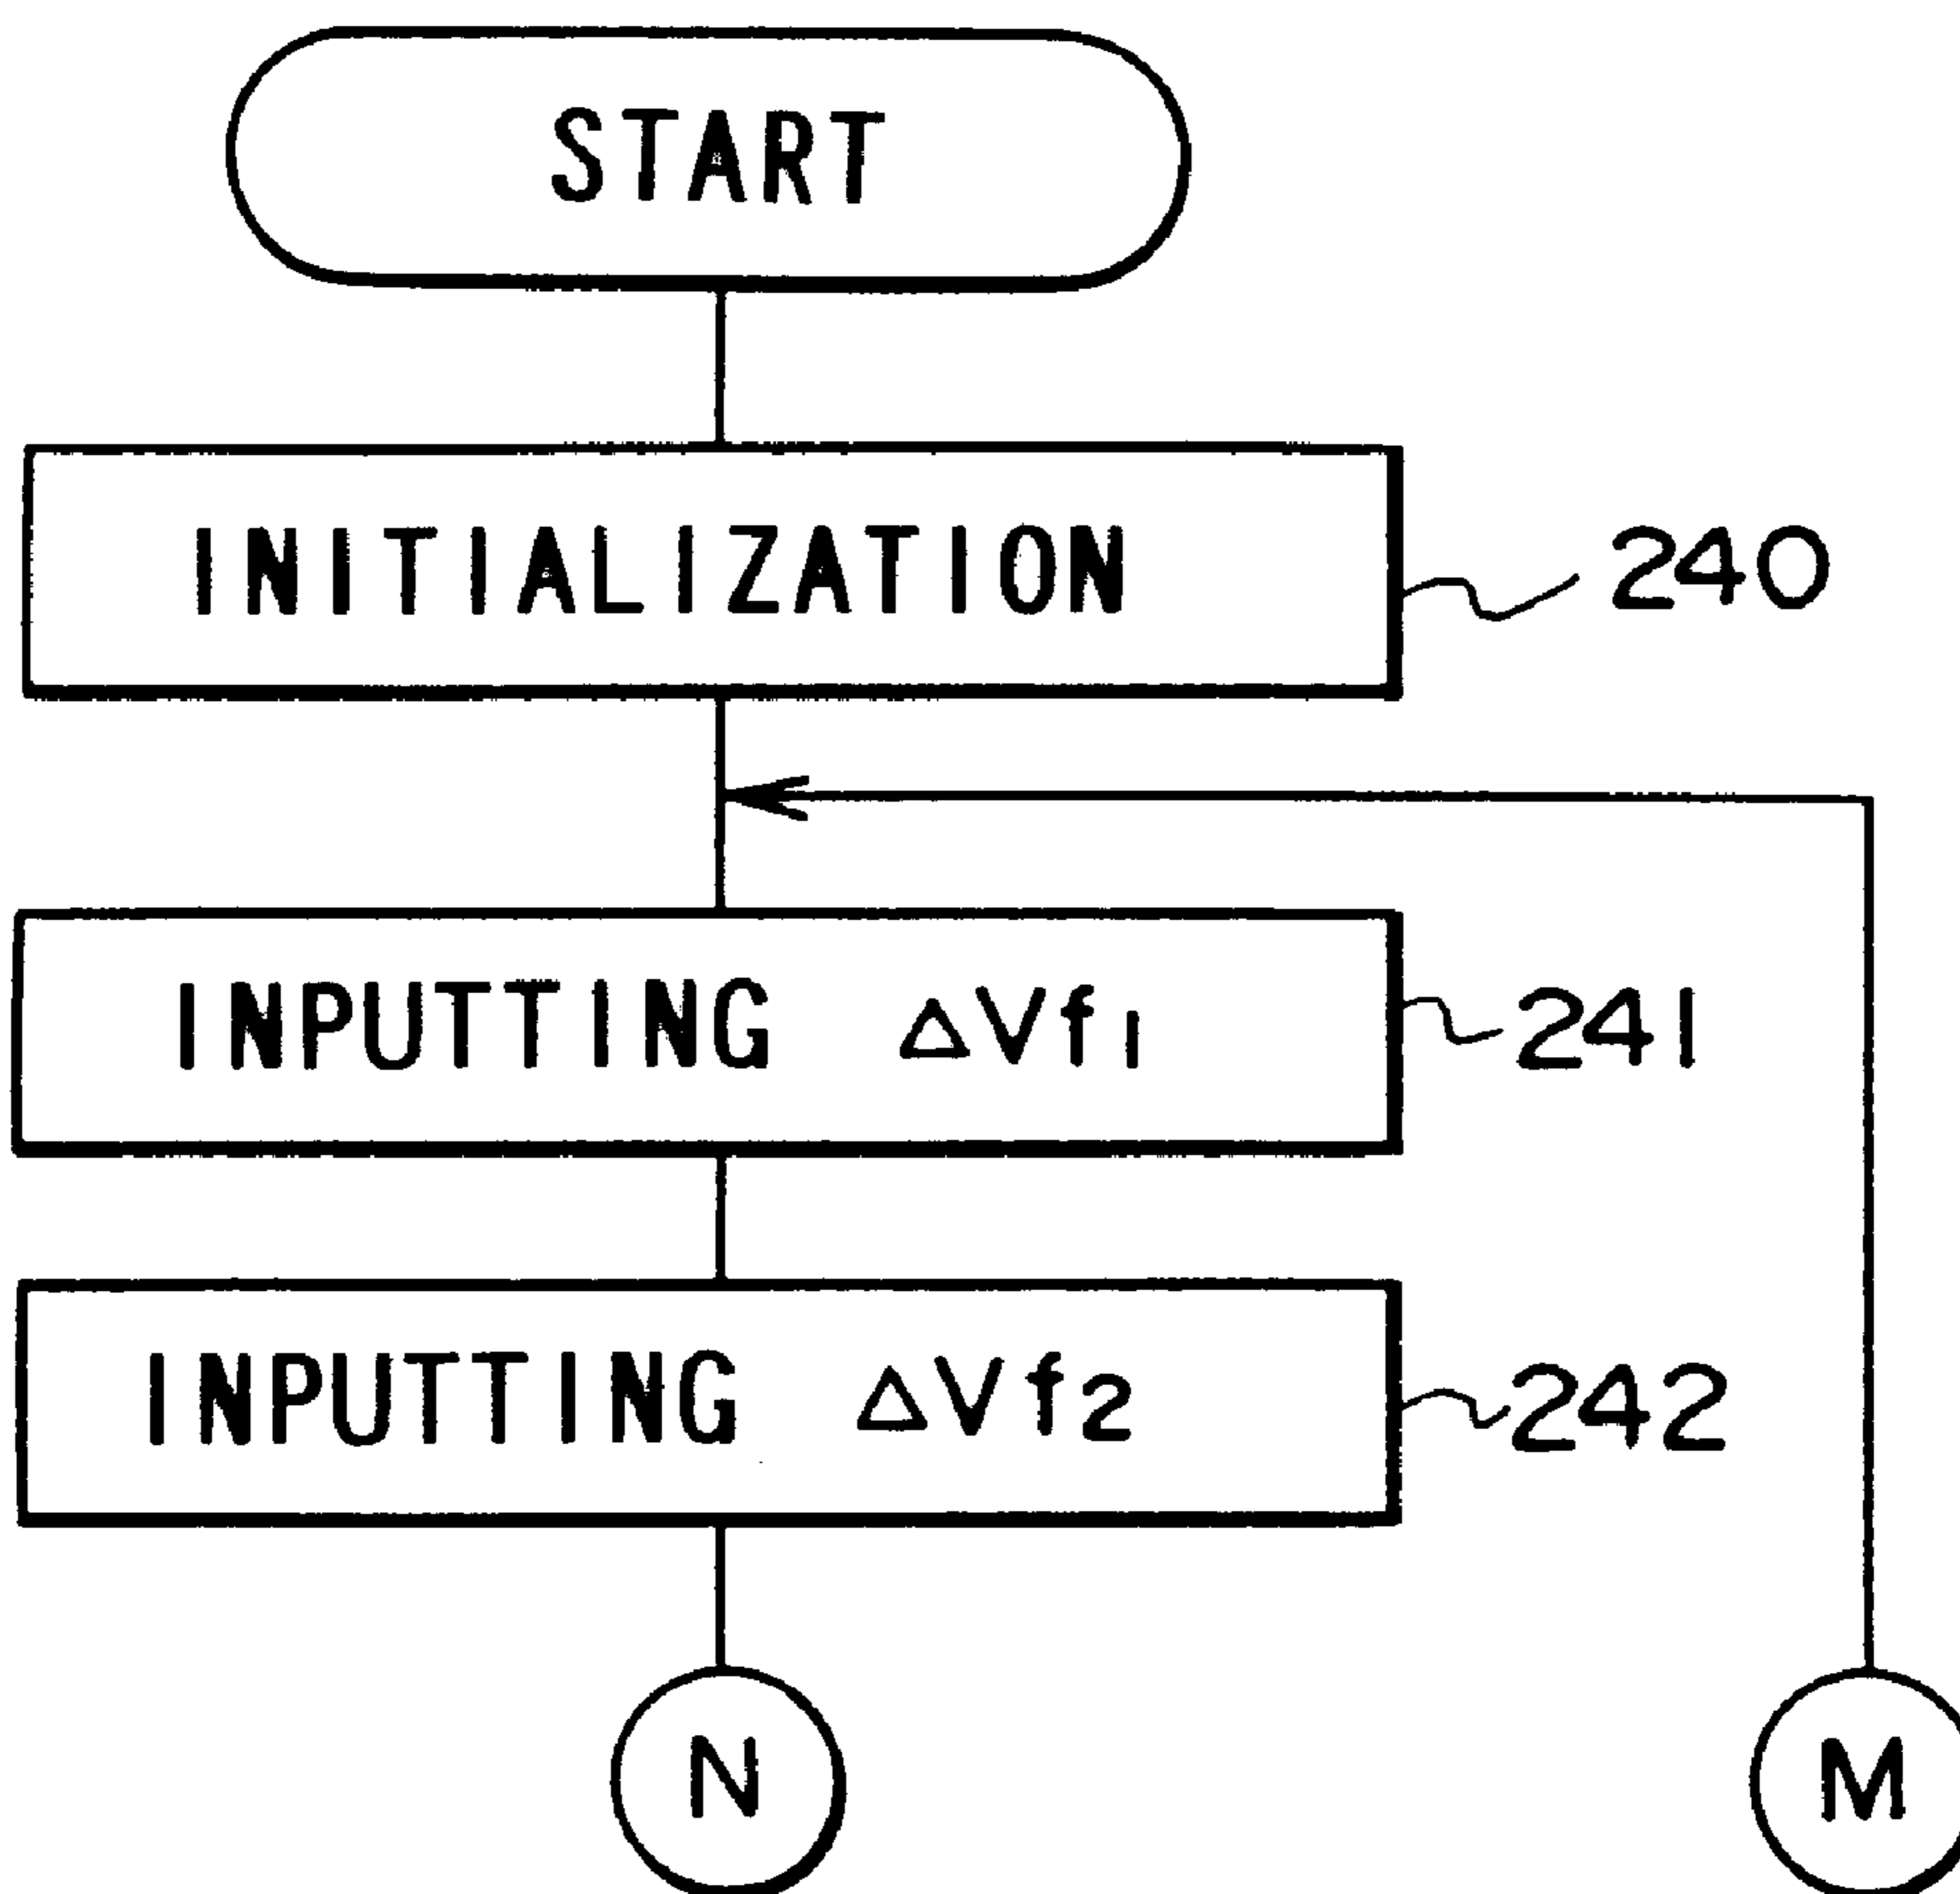 START
INITIALIZATION 240
INPUTTING ΔVf1 241
INPUTTING ΔVf2 242
N M